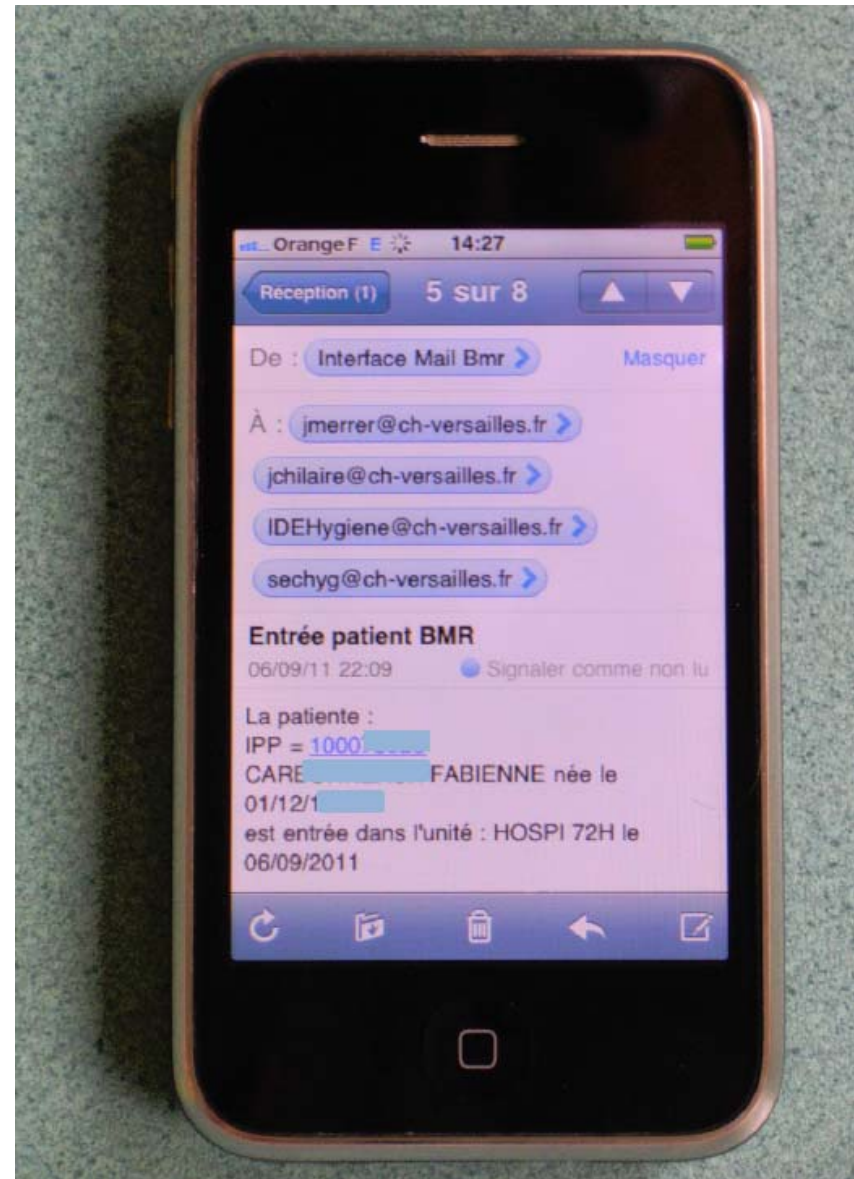 Orange F E 14:27
Réception (1) 5 sur 8
De : Interface Mail Bmr Masquer
À : jmerrer@ch-versailles.fr
jchilaire@ch-versailles.fr
IDEHygiene@ch-versailles.fr
sechyg@ch-versailles.fr
Entrée patient BMR
06/09/11 22:09 Signaler comme non lu
La patiente :
IPP =
FABIENNE née le
01/12/
est entrée dans l'unité : HOSPI 72H le
06/09/2011